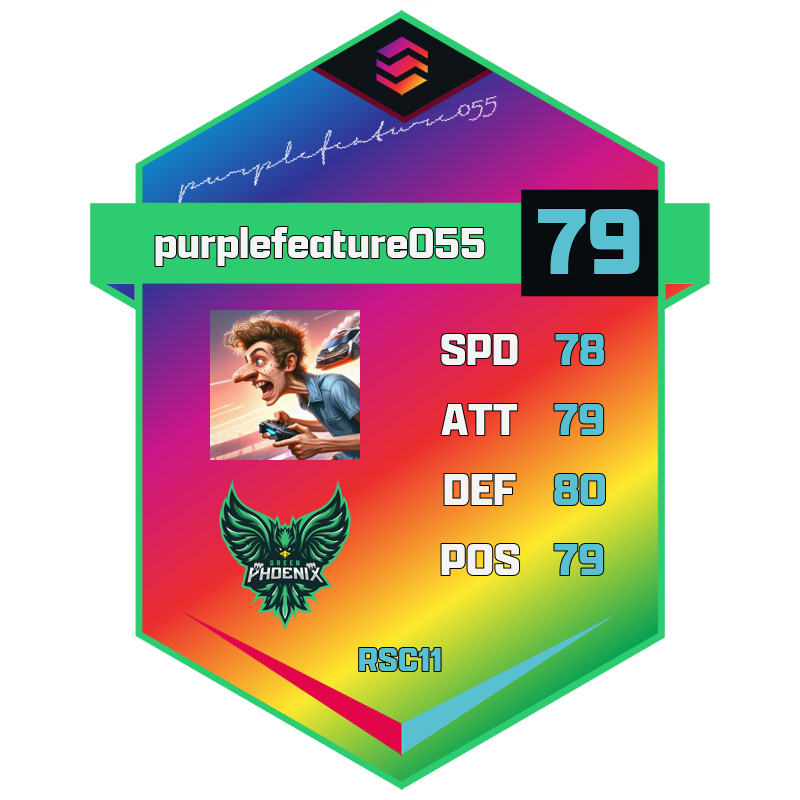 purplefeature055
purplefeature055 79
SPD 78
ATT 79
DEF 80
POS 79
GREEN
PHOENIX
RSC11